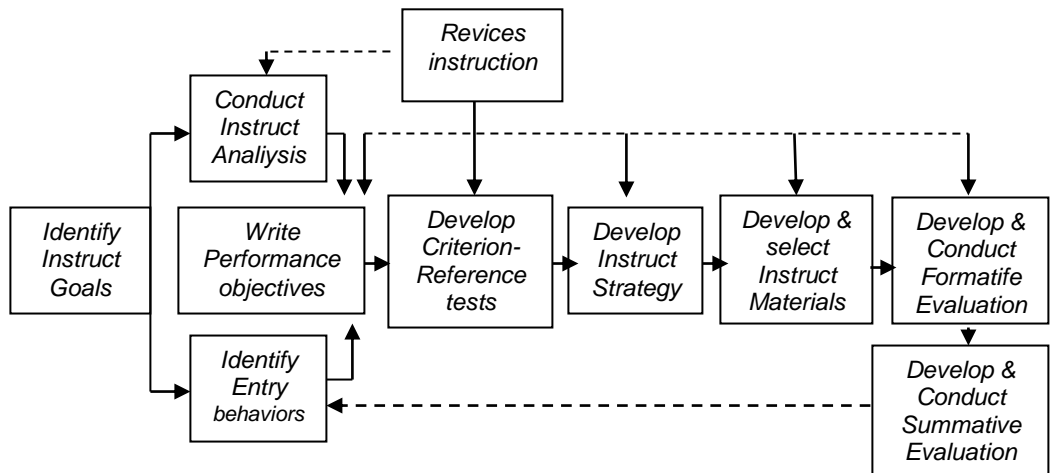 Revices
instruction
Conduct
Instruct
Analiysis
Identify
Instruct
Goals
Write
Performance
objectives
Develop
Criterion-
Reference
tests
Develop
Instruct
Strategy
Develop &
select
Instruct
Materials
Develop &
Conduct
Formatife
Evaluation
Identify
Entry
behaviors
Develop &
Conduct
Summative
Evaluation